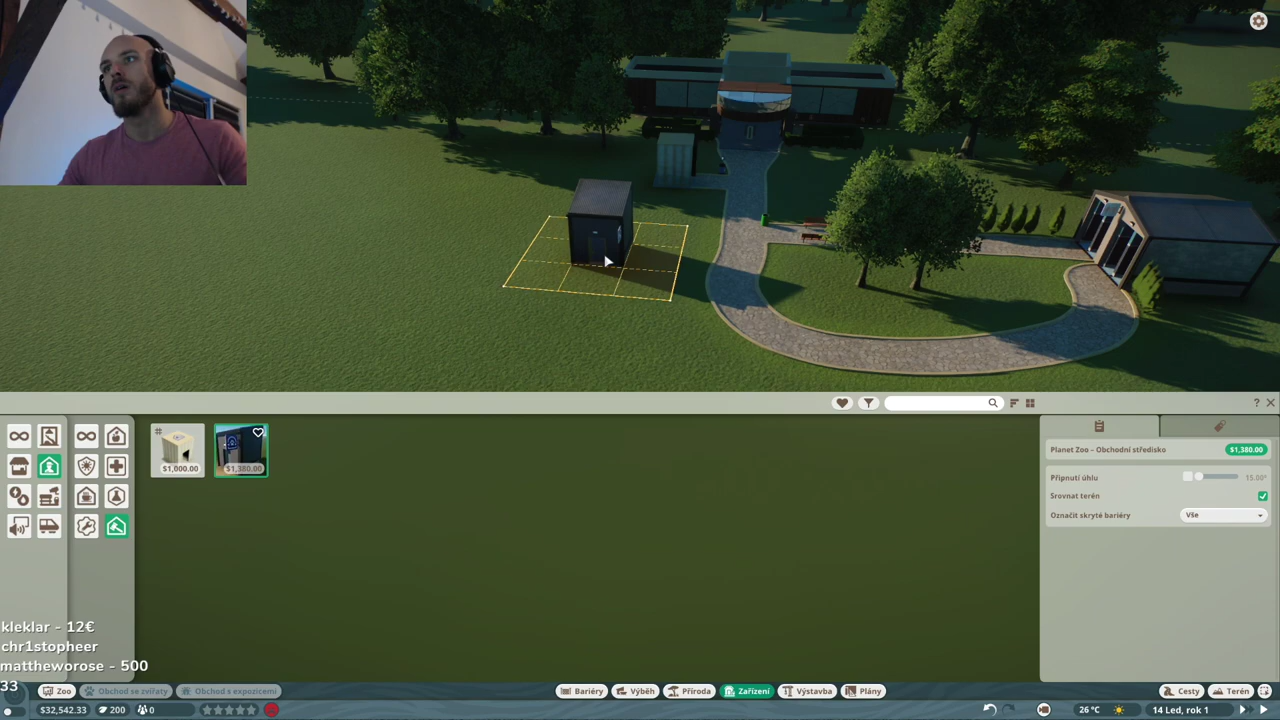 $1,000.00
$1,380.00
Planet Zoo - Obchodní středisko
$1,380.00
Připnutí úhlu
15.00°
Srovnat terén
Označit skryté bariéry
Vše
kleklar - 12€
chr1stopheer
mattheworose - 500
33
Zoo
Obchod se zvířaty
Obchod s expozicemi
Bariéry
Výběh
Příroda
Zařízení
Výstavba
Plány
Cesty
Terén
$32,542.33
200
0
26 °C
14 Led, rok 1